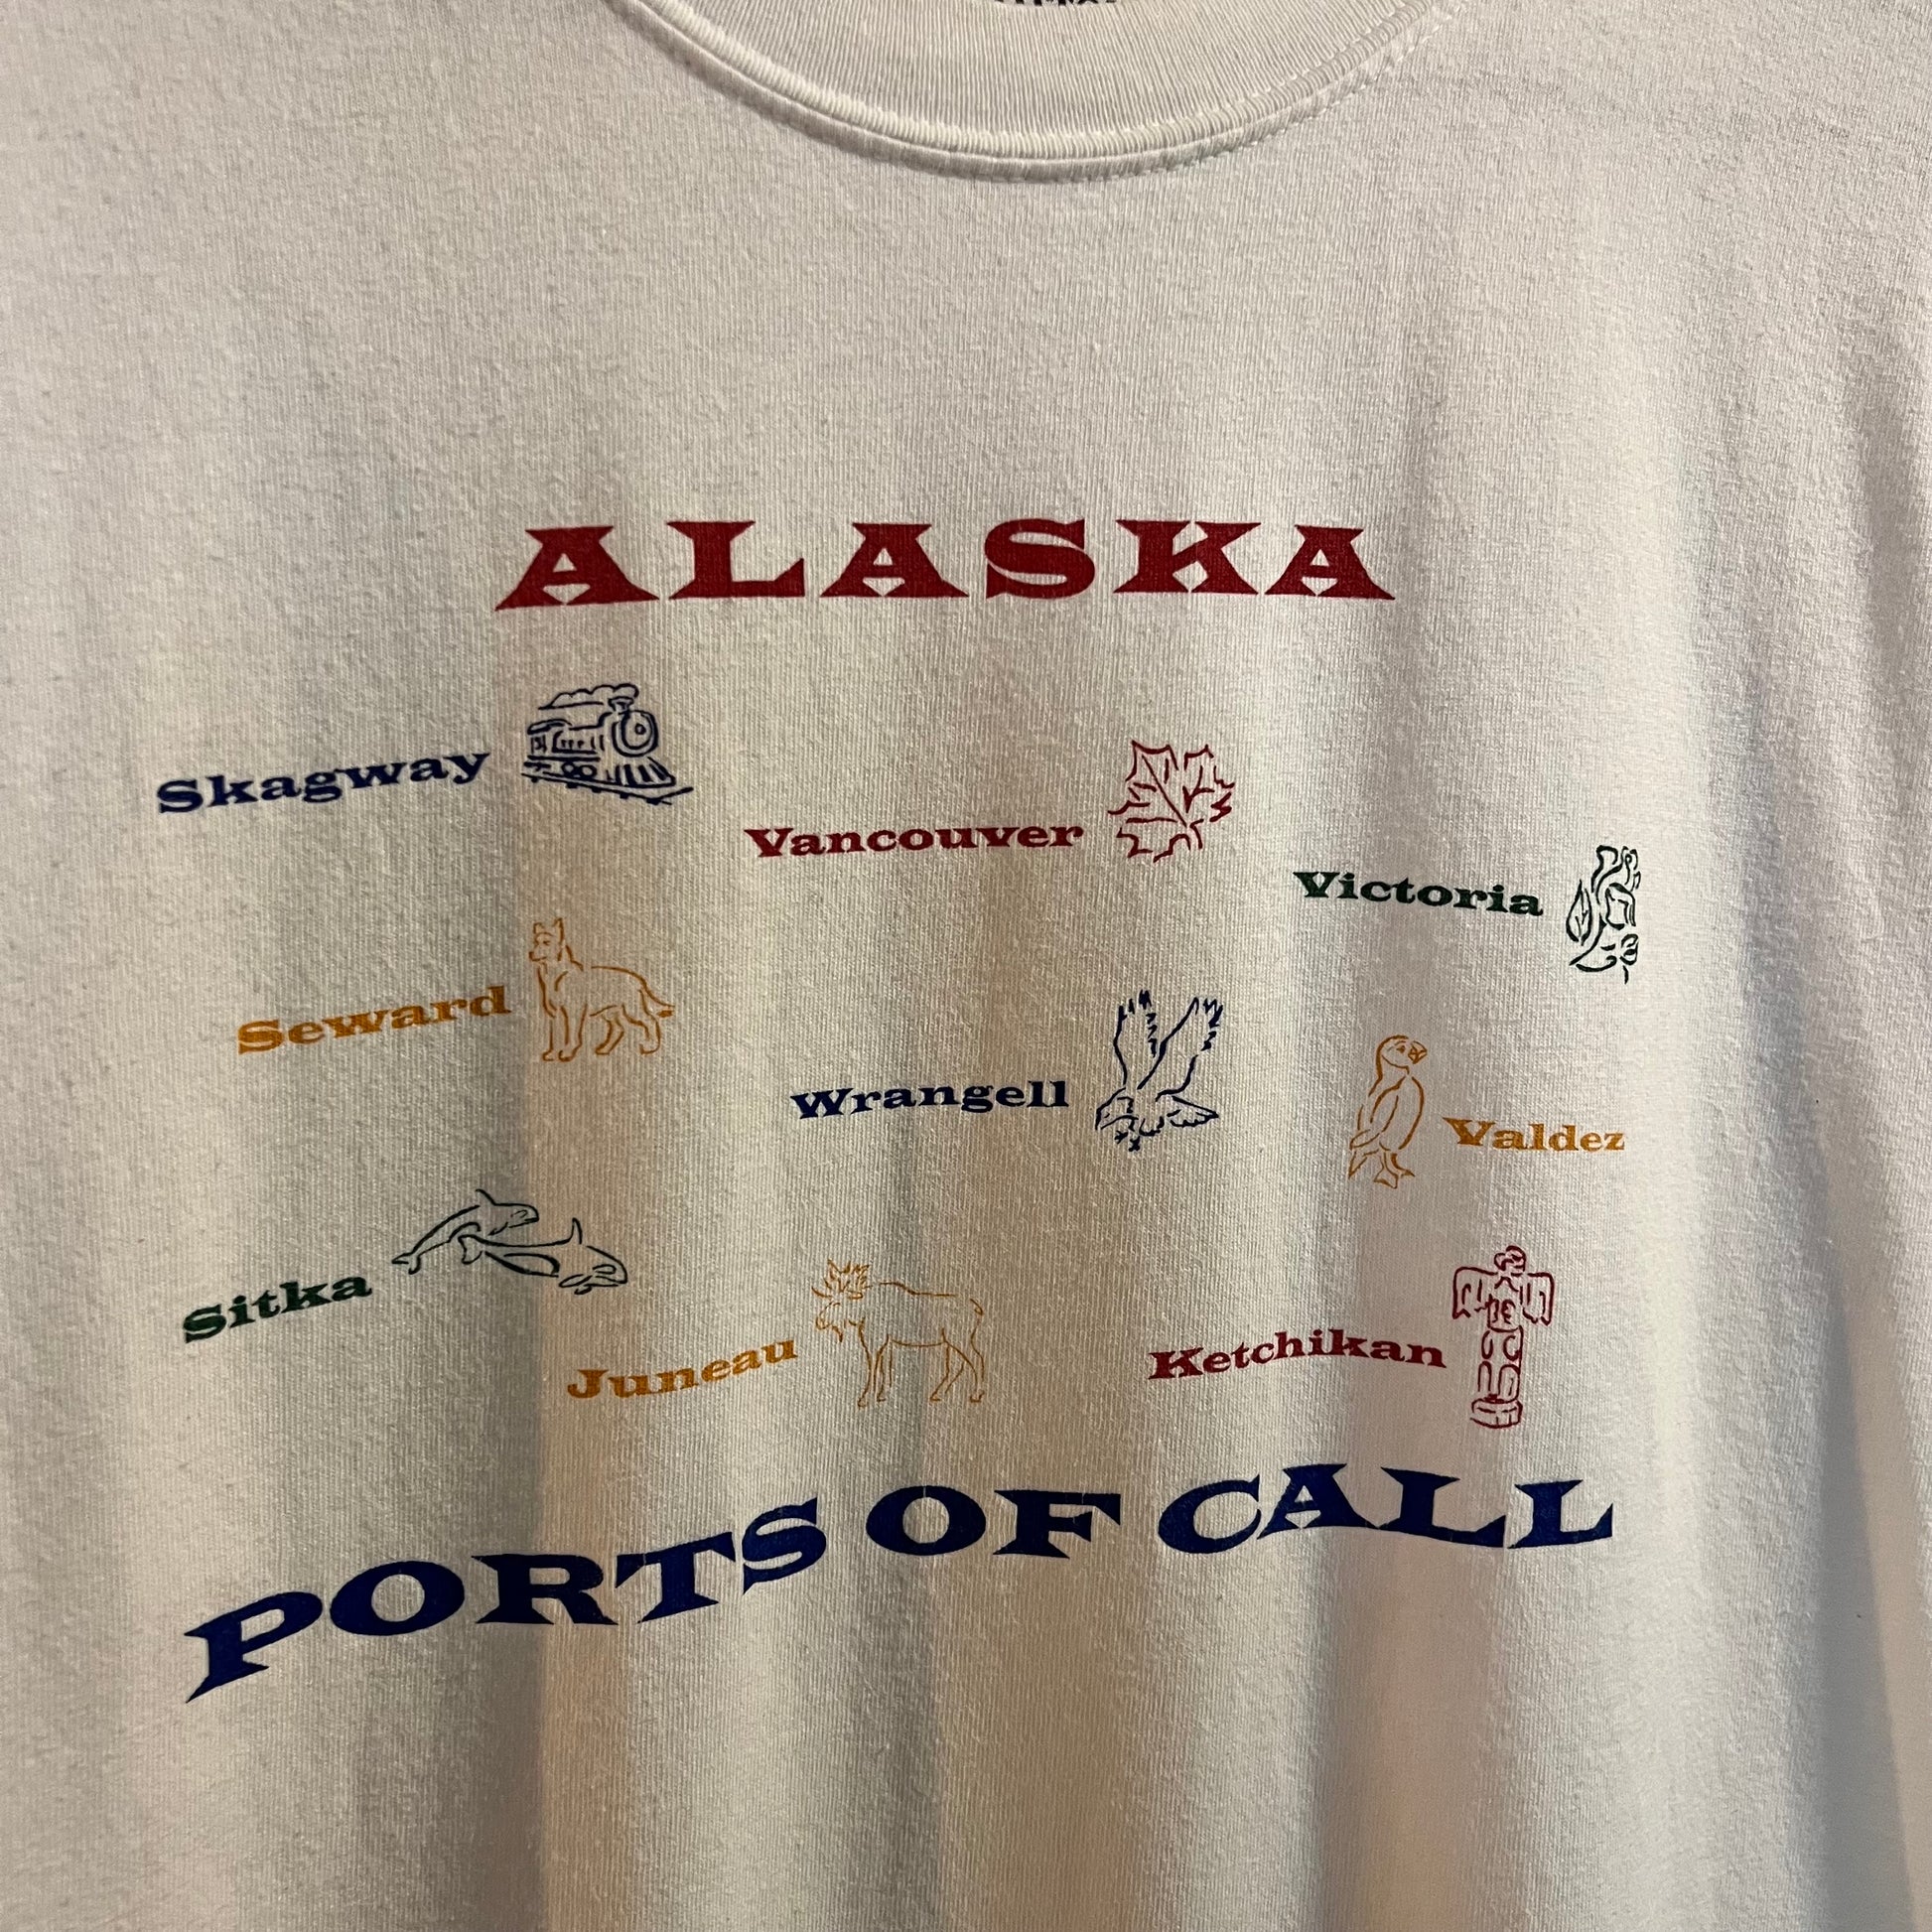 ALASKA
Skagway
Vancouver
Victoria
Seward
Wrangell
Valdez
Sitka
Juneau
Ketchikan
PORTS OF CALL